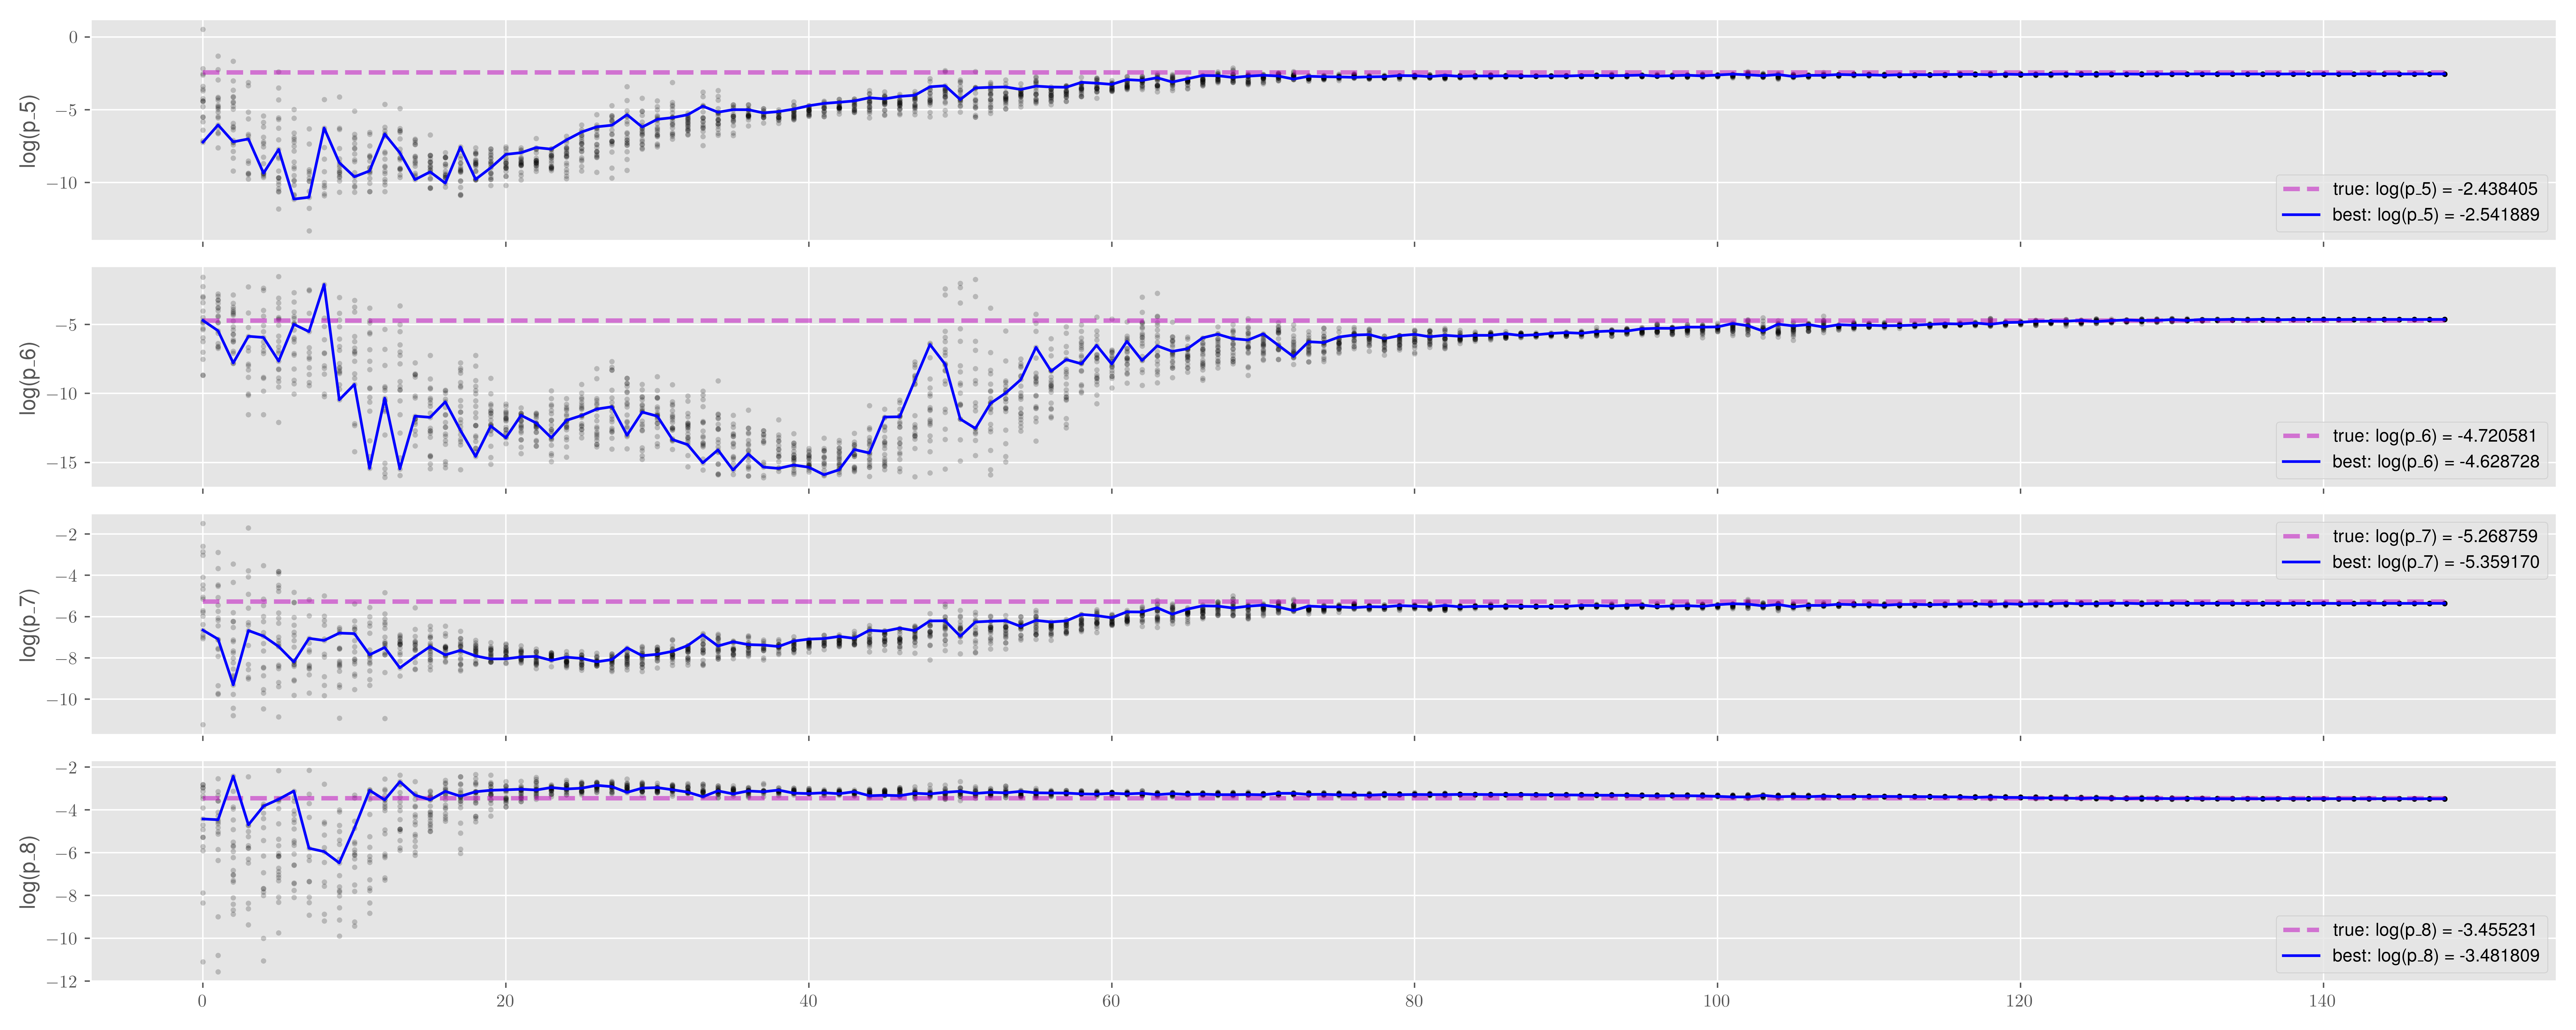 0
−5
−10
log(p_5)
true: log(p_5) = -2.438405
best: log(p_5) = -2.541889
−5
−10
−15
log(p_6)
true: log(p_6) = -4.720581
best: log(p_6) = -4.628728
−2
−4
−6
−8
−10
log(p_7)
true: log(p_7) = -5.268759
best: log(p_7) = -5.359170
−2
−4
−6
−8
−10
−12
log(p_8)
true: log(p_8) = -3.455231
best: log(p_8) = -3.481809
0 20 40 60 80 100 120 140